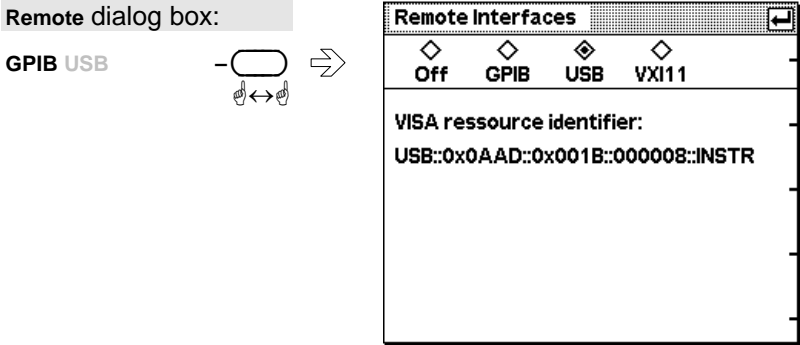 Remote dialog box:
GPIB USB
Remote Interfaces
Off GPIB USB VXI11
VISA ressource identifier:
USB::0x0AAD::0x001B::000008::INSTR